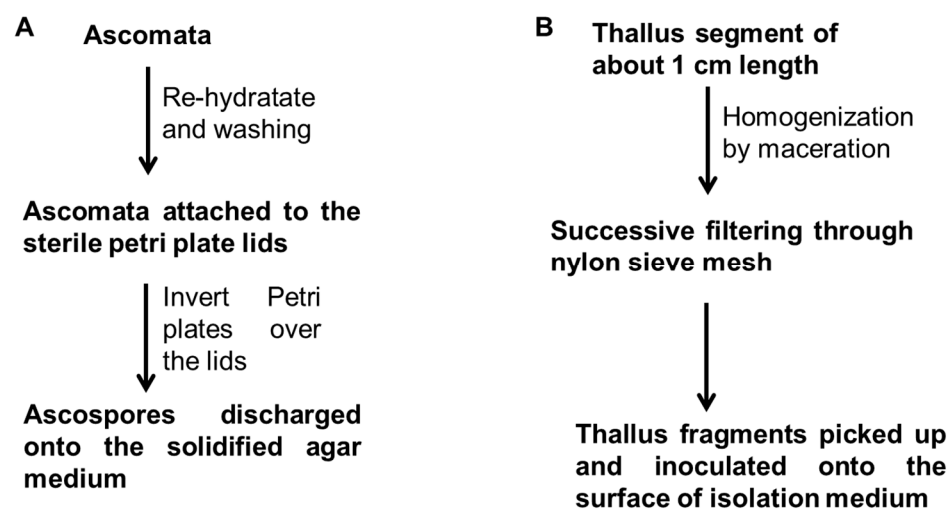 A
Ascomata
Re-hydratate
and washing
Ascomata attached to the
sterile petri plate lids
Invert Petri
plates over
the lids
Ascospores discharged
onto the solidified agar
medium
B
Thallus segment of
about 1 cm length
Homogenization
by maceration
Successive filtering through
nylon sieve mesh
Thallus fragments picked up
and inoculated onto the
surface of isolation medium